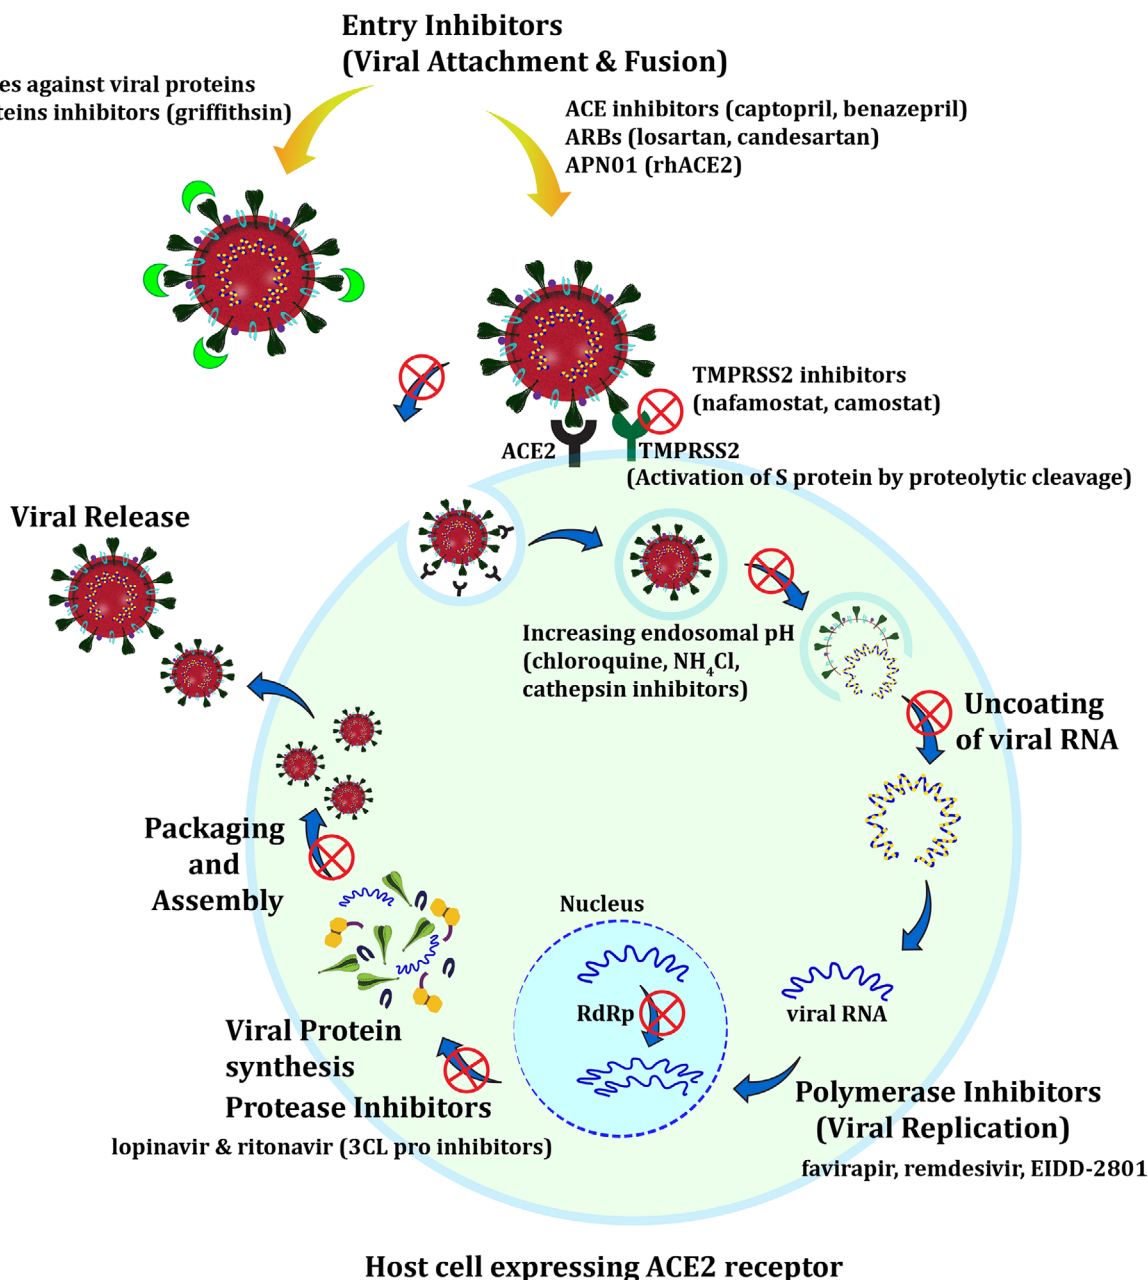 Entry Inhibitors
(Viral Attachment & Fusion)
against viral proteins
inhibitors (griffithsin)
ACE inhibitors (captopril, benazepril)
ARBs (losartan, candesartan)
APN01 (rhACE2)
TMPRSS2 inhibitors
(nafamostat, camostat)
ACE2
TMPRSS2
(Activation of S protein by proteolytic cleavage)
Viral Release
Increasing endosomal pH
(chloroquine, NH₄Cl,
cathepsin inhibitors)
Uncoating
of viral RNA
Packaging
and
Assembly
Nucleus
RdRp
viral RNA
Viral Protein
synthesis
Protease Inhibitors
lopinavir & ritonavir (3CL pro inhibitors)
Polymerase Inhibitors
(Viral Replication)
favirapir, remdesivir, EIDD-2801
Host cell expressing ACE2 receptor